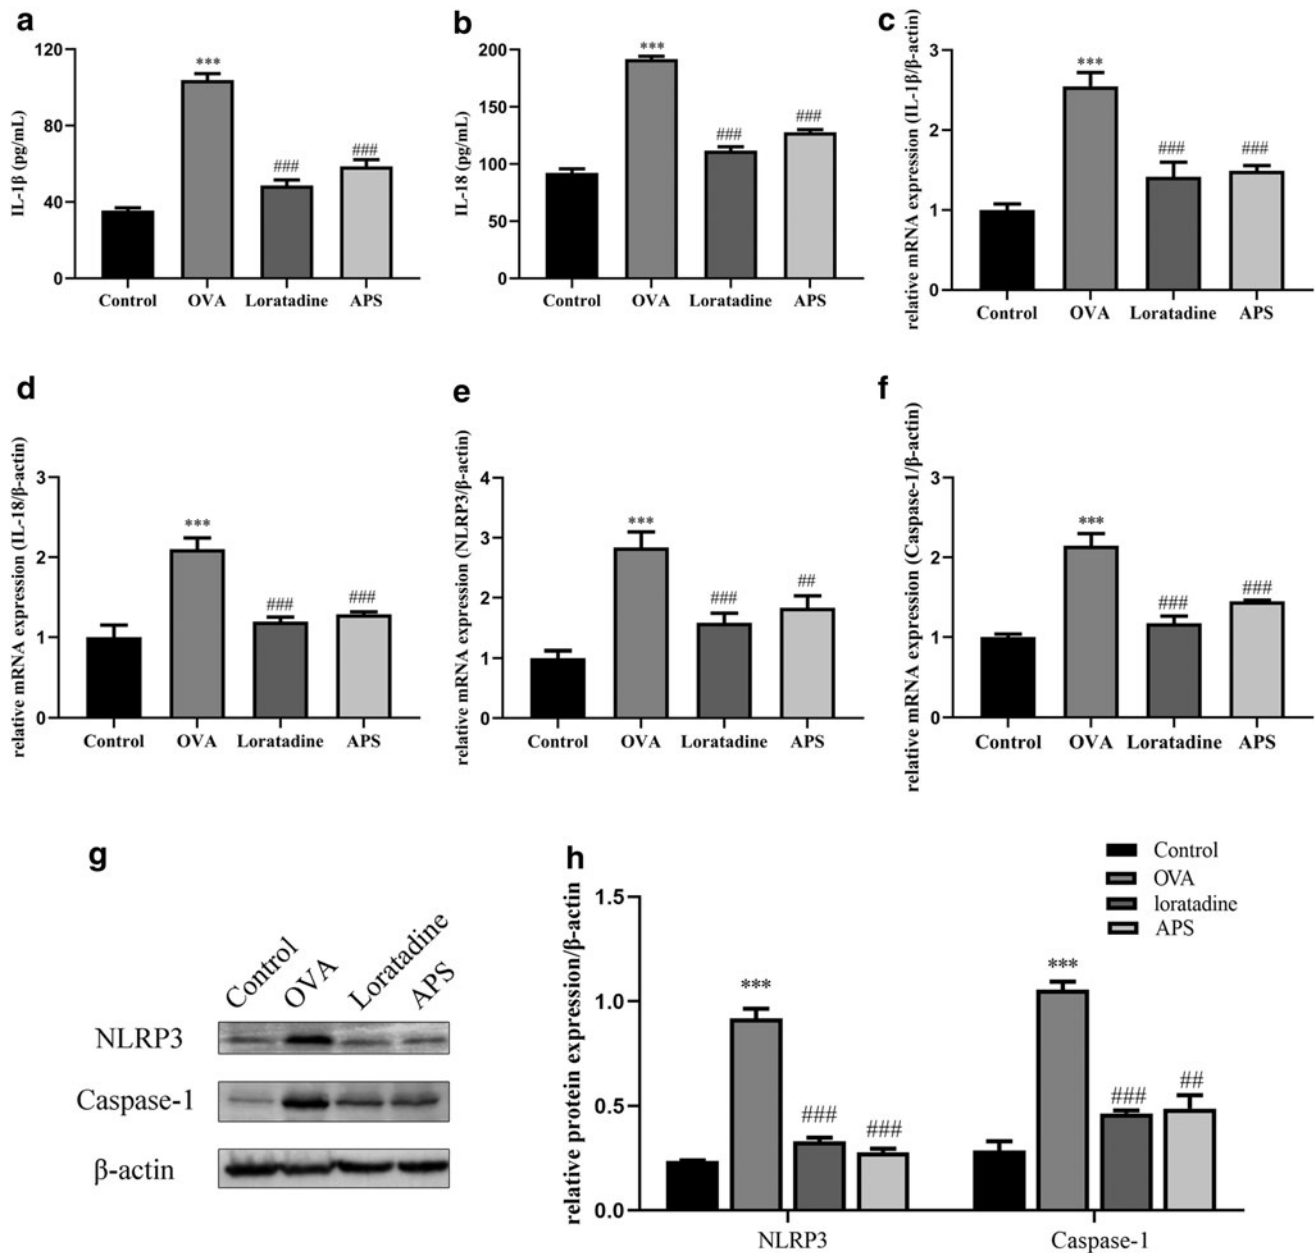 a
IL-1β (pg/mL)
120
80
40
0
***
###
###
Control OVA Loratadine APS
b
IL-18 (pg/mL)
200
150
100
50
0
***
###
###
Control OVA Loratadine APS
c
relative mRNA expression (IL-1β/β-actin)
3
2
1
0
***
###
###
Control OVA Loratadine APS
d
relative mRNA expression (IL-18/β-actin)
3
2
1
0
***
###
###
Control OVA Loratadine APS
e
relative mRNA expression (NLRP3/β-actin)
4
3
2
1
0
***
###
##
Control OVA Loratadine APS
f
relative mRNA expression (Caspase-1/β-actin)
3
2
1
0
***
###
###
Control OVA Loratadine APS
g
Control OVA Loratadine APS
NLRP3
Caspase-1
β-actin
h
relative protein expression/β-actin
1.5
1.0
0.5
0.0
Control
OVA
loratadine
APS
***
###
###
***
###
##
NLRP3 Caspase-1